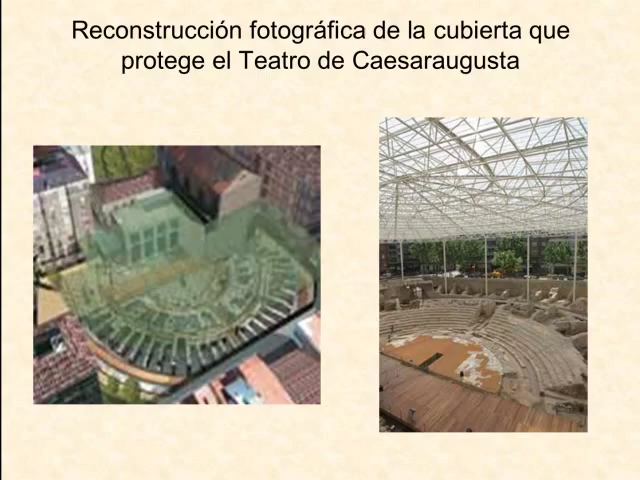 Reconstrucción fotográfica de la cubierta que
protege el Teatro de Caesaraugusta